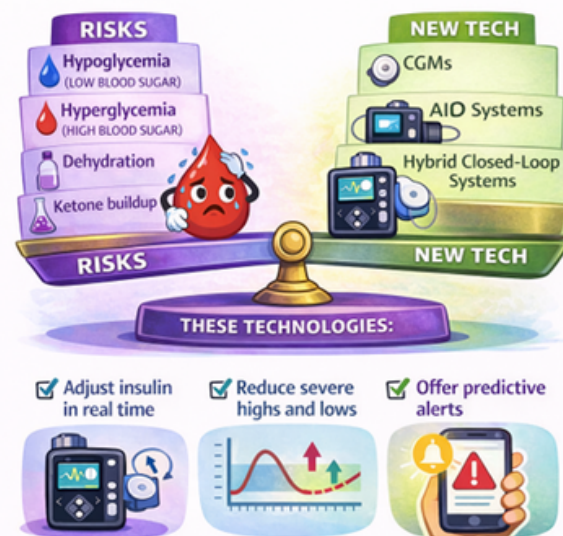 RISKS
Hypoglycemia
(LOW BLOOD SUGAR)
Hyperglycemia
(HIGH BLOOD SUGAR)
Dehydration
Ketone buildup
RISKS
NEW TECH
CGMs
AIO Systems
Hybrid Closed-Loop
Systems
NEW TECH
THESE TECHNOLOGIES:
Adjust insulin
in real time
Reduce severe
highs and lows
Offer predictive
alerts